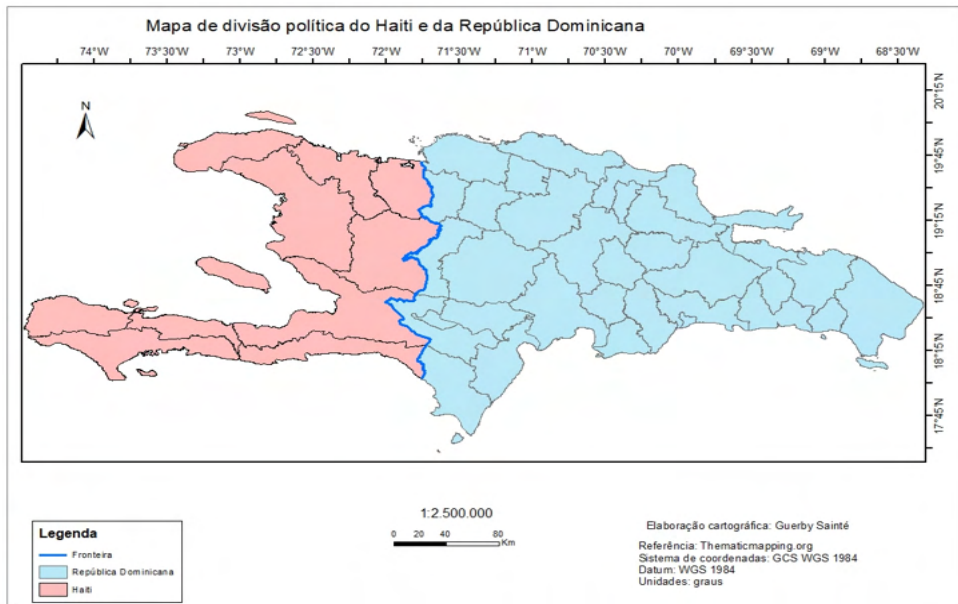 Mapa de divisão política do Haiti e da República Dominicana
74°W 73°30'W 73°W 72°30'W 72°W 71°30'W 71°W 70°30'W 70°W 69°30'W 69°W 68°30'W
20°15'N
19°45'N
19°15'N
18°45'N
18°15'N
17°45'N
N
1:2.500.000
0 20 40 80
Km
Legenda
Fronteira
República Dominicana
Haiti
Elaboração cartográfica: Guerby Sainté
Referência: Thematicmapping.org
Sistema de coordenadas: GCS WGS 1984
Datum: WGS 1984
Unidades: graus